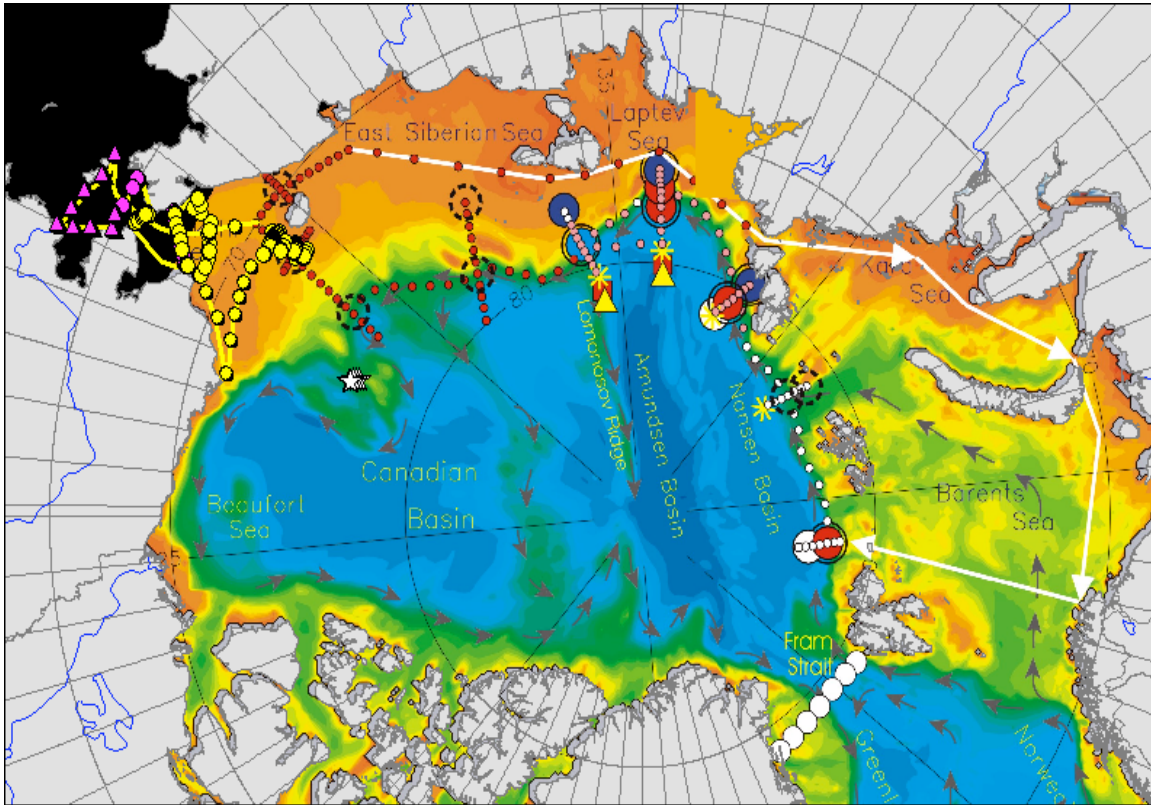 135
East Siberian Sea
Laptev
Sea
70
80
Kara
Sea
Lomonosov Ridge
Amundsen Basin
Nansen Basin
Canadian
Basin
Beaufort
Sea
Barents
Sea
Fram
Strait
Greenl
Norweg